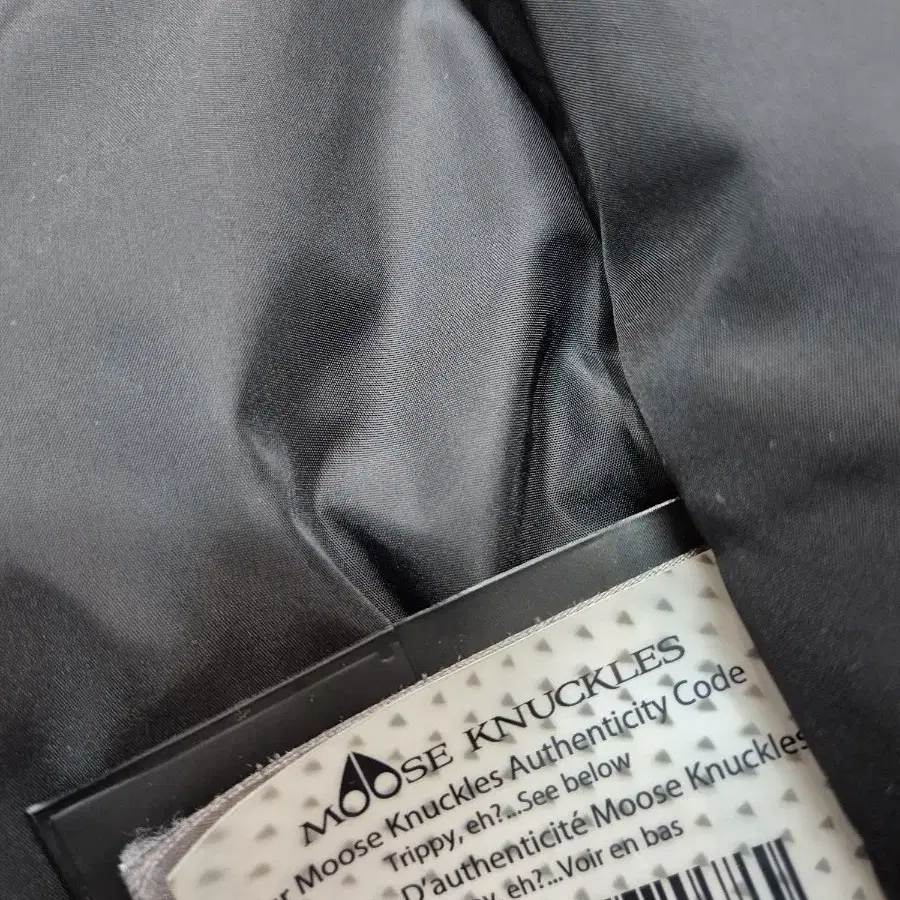 MOOSE KNUCKLES
Moose Knuckles Authenticity Code
Trippy, eh?...See below
D'authenticité Moose Knuckles
eh?...Voir en bas